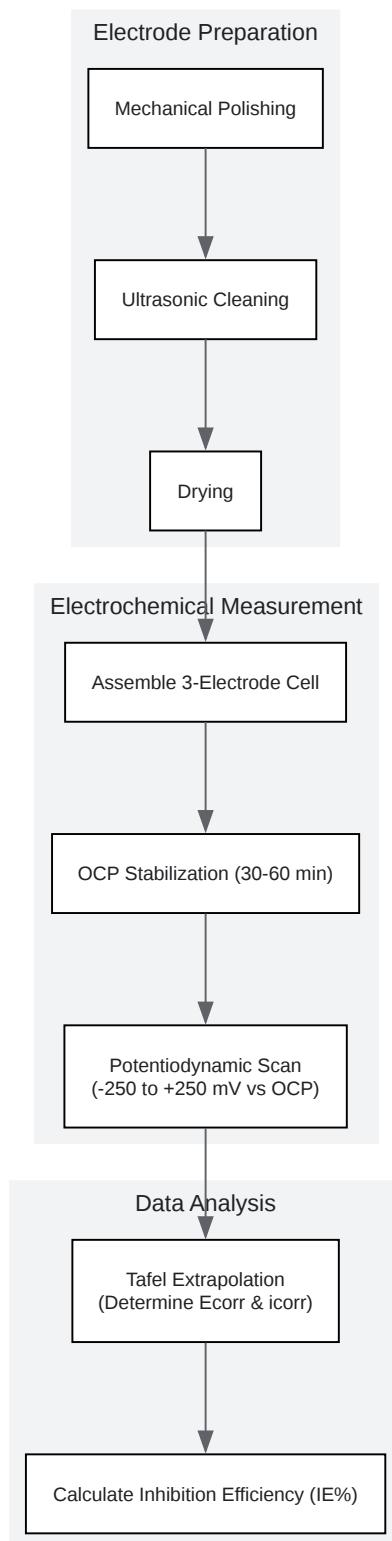 Electrode Preparation
Mechanical Polishing
Ultrasonic Cleaning
Drying
Electrochemical Measurement
Assemble 3-Electrode Cell
OCP Stabilization (30-60 min)
Potentiodynamic Scan
(-250 to +250 mV vs OCP)
Data Analysis
Tafel Extrapolation
(Determine Ecorr & icorr)
Calculate Inhibition Efficiency (IE%)